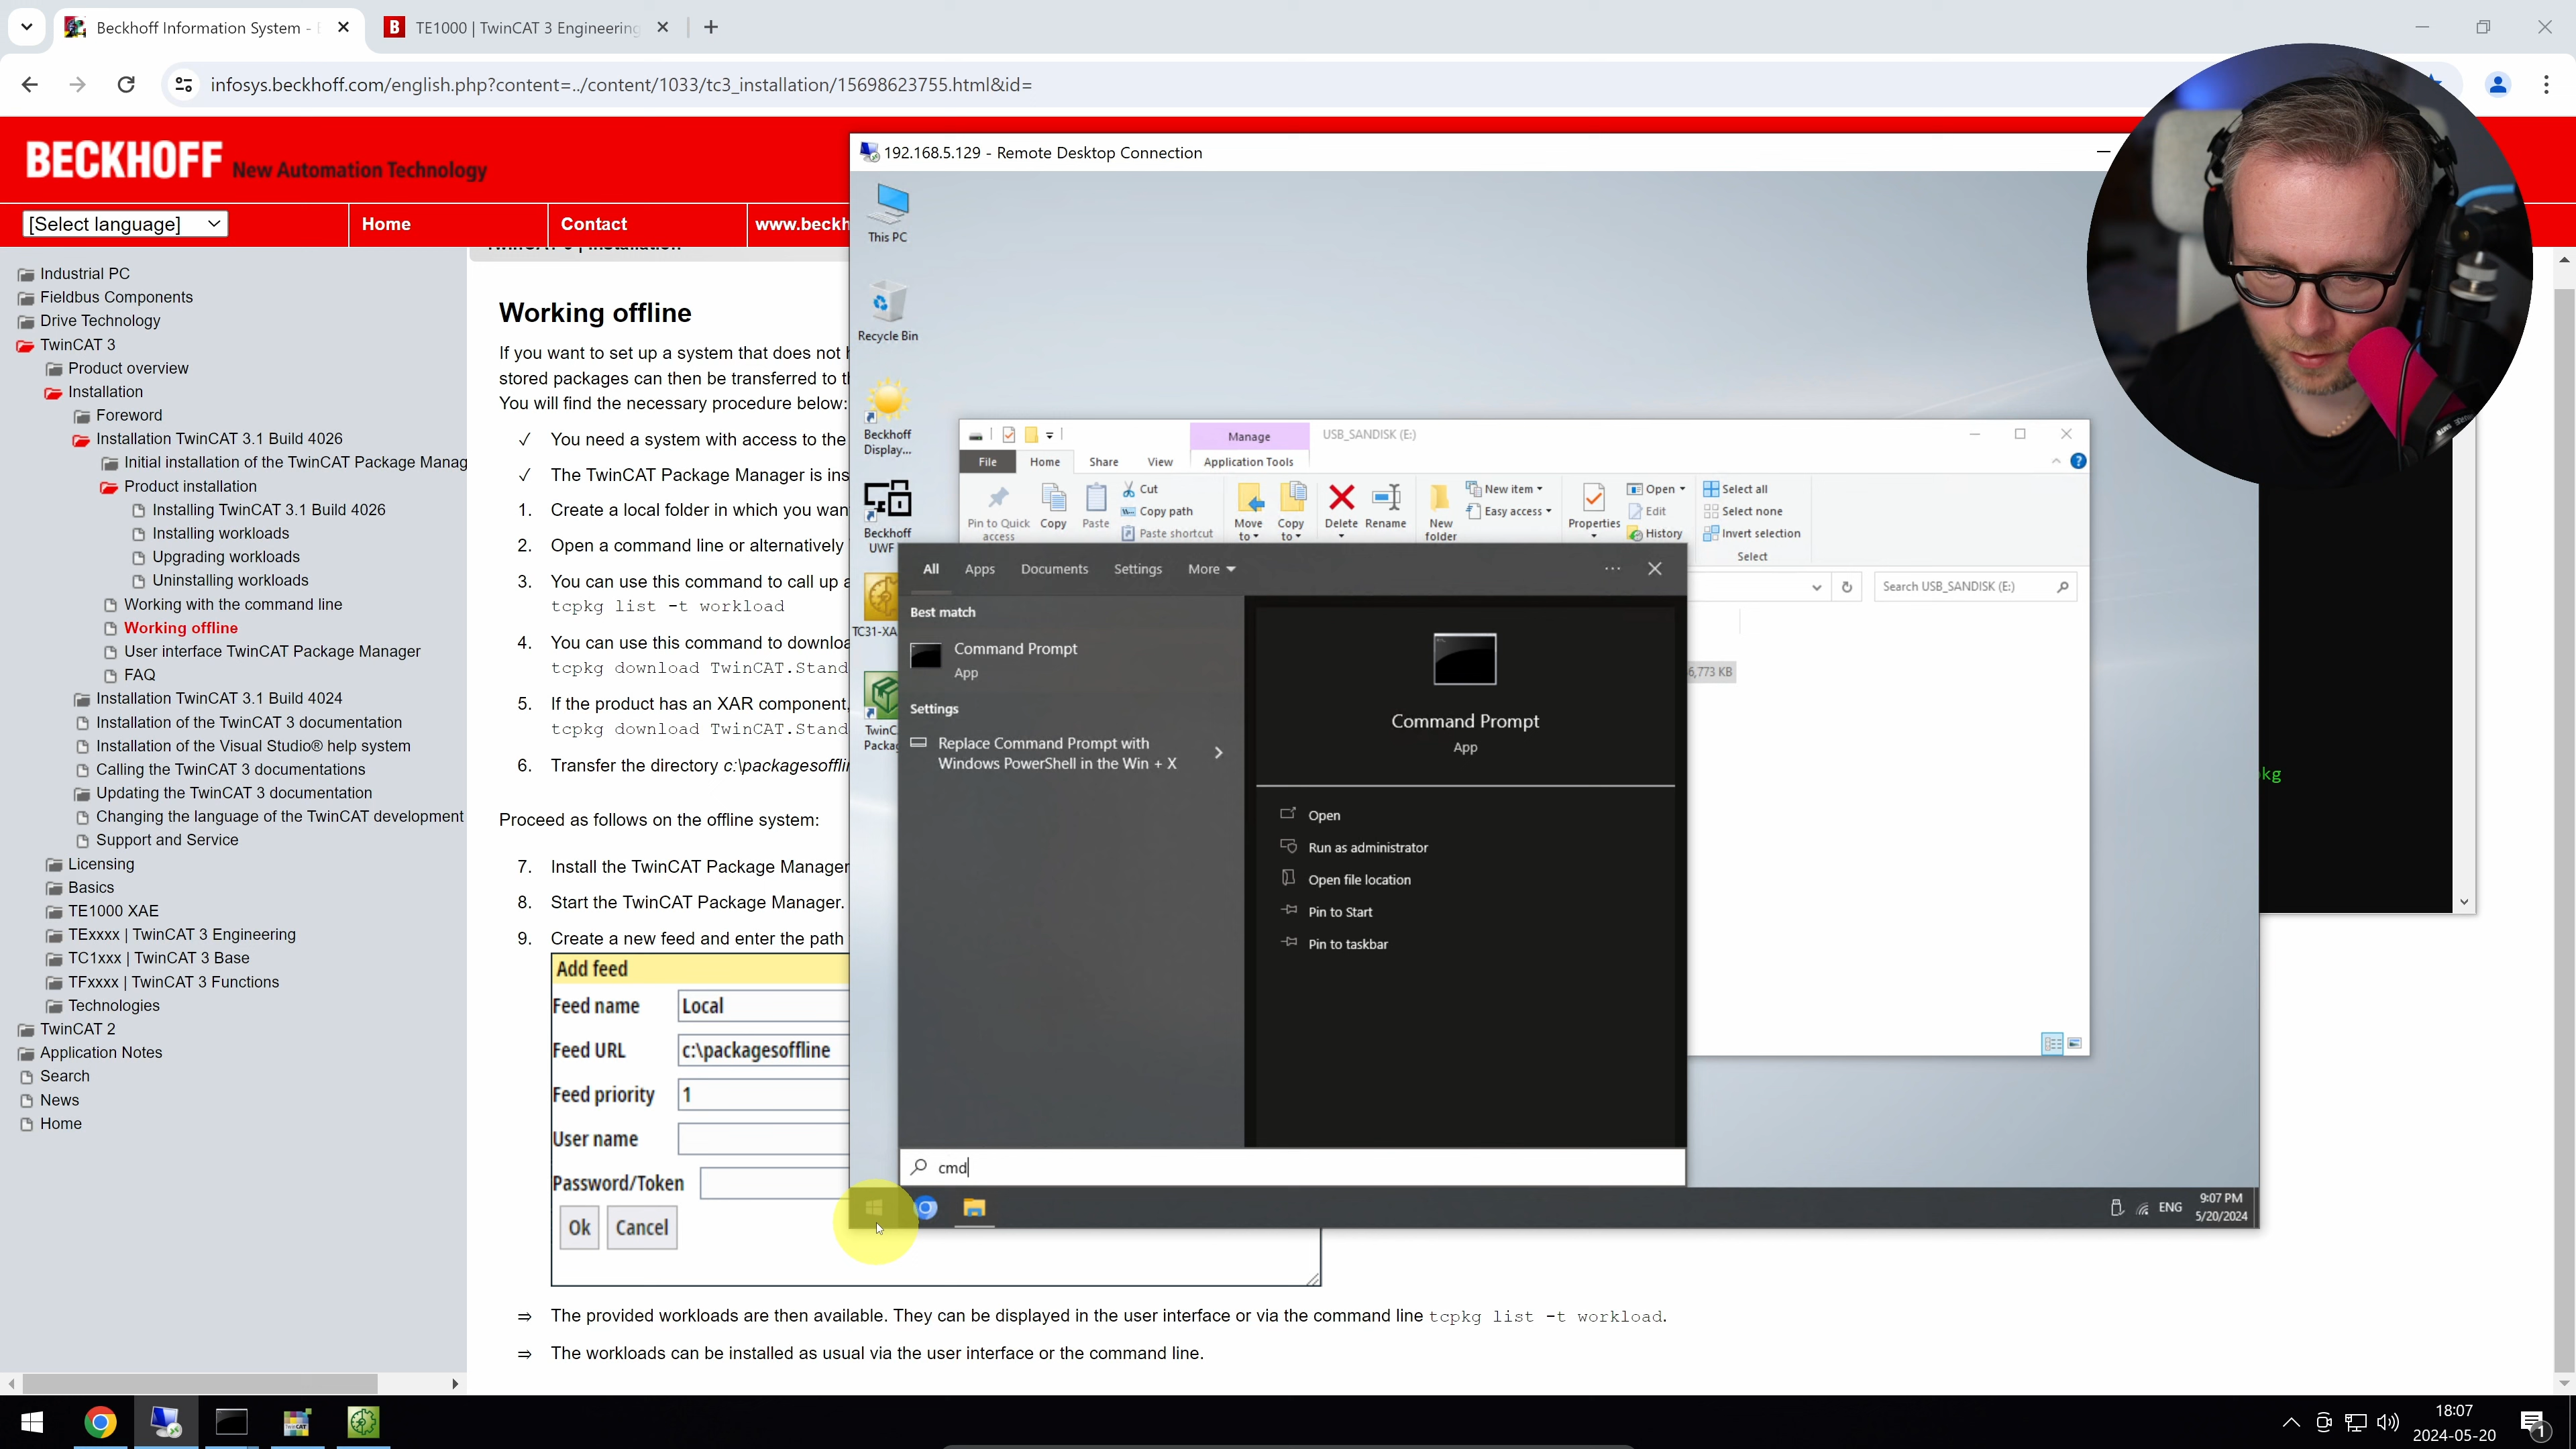 Beckhoff Information System -
TE1000 | TwinCAT 3 Engineering
infosys.beckhoff.com/english.php?content=../content/1033/tc3_installation/15698623755.html&id=
BECKHOFF New Automation Technology
[Select language]
Home
Contact
www.beckh
Industrial PC
Fieldbus Components
Drive Technology
TwinCAT 3
Product overview
Installation
Foreword
Installation TwinCAT 3.1 Build 4026
Initial installation of the TwinCAT Package Manag
Product installation
Installing TwinCAT 3.1 Build 4026
Installing workloads
Upgrading workloads
Uninstalling workloads
Working with the command line
Working offline
User interface TwinCAT Package Manager
FAQ
Installation TwinCAT 3.1 Build 4024
Installation of the TwinCAT 3 documentation
Installation of the Visual Studio® help system
Calling the TwinCAT 3 documentations
Updating the TwinCAT 3 documentation
Changing the language of the TwinCAT development
Support and Service
Licensing
Basics
TE1000 XAE
TExxxx | TwinCAT 3 Engineering
TC1xxx | TwinCAT 3 Base
TFxxxx | TwinCAT 3 Functions
Technologies
TwinCAT 2
Application Notes
Search
News
Home
Working offline
If you want to set up a system that does not h
stored packages can then be transferred to th
You will find the necessary procedure below:
✓ You need a system with access to the
✓ The TwinCAT Package Manager is ins
1. Create a local folder in which you wan
2. Open a command line or alternatively
3. You can use this command to call up a
tcpkg list -t workload
4. You can use this command to downloa
tcpkg download TwinCAT.Stand
5. If the product has an XAR component,
tcpkg download TwinCAT.Stand
6. Transfer the directory c:\packagesofflin
Proceed as follows on the offline system:
7. Install the TwinCAT Package Manager
8. Start the TwinCAT Package Manager.
9. Create a new feed and enter the path
Add feed
Feed name Local
Feed URL c:\packagesoffline
Feed priority 1
User name
Password/Token
Ok Cancel
⇒ The provided workloads are then available. They can be displayed in the user interface or via the command line tcpkg list -t workload.
⇒ The workloads can be installed as usual via the user interface or the command line.
192.168.5.129 - Remote Desktop Connection
This PC
Recycle Bin
Beckhoff
Display...
Beckhoff
UWF
TC31-XA
TwinC
Packa
Manage
USB_SANDISK (E:)
File
Home
Share
View
Application Tools
Pin to Quick
access
Copy
Paste
Cut
Copy path
Paste shortcut
Move
to
Copy
to
Delete
Rename
New
folder
New item
Easy access
Properties
Open
Edit
History
Select all
Select none
Invert selection
Select
Search USB_SANDISK (E:)
6,773 KB
All
Apps
Documents
Settings
More
Best match
Command Prompt
App
Settings
Replace Command Prompt with
Windows PowerShell in the Win + X
Command Prompt
App
Open
Run as administrator
Open file location
Pin to Start
Pin to taskbar
cmd
ENG
9:07 PM
5/20/2024
kg
18:07
2024-05-20
1